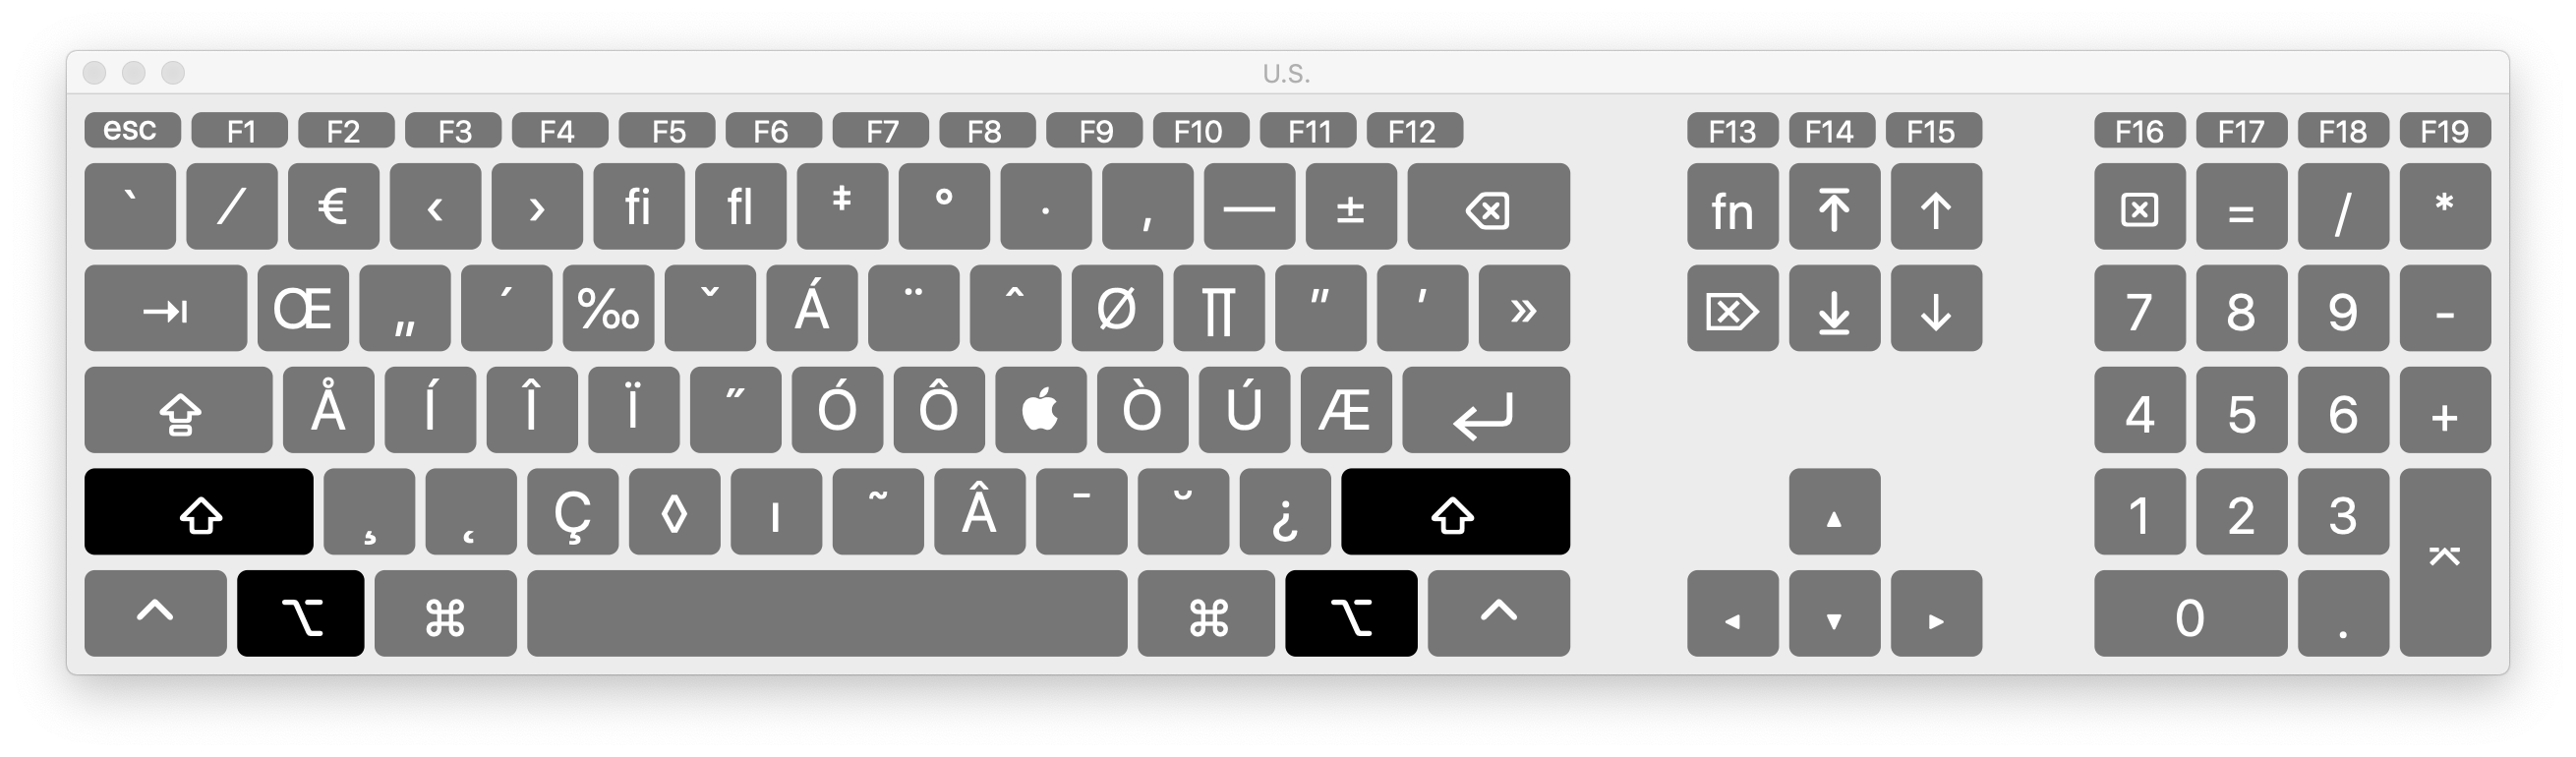 U.S.
esc F1 F2 F3 F4 F5 F6 F7 F8 F9 F10 F11 F12 F13 F14 F15 F16 F17 F18 F19
` ⁄ € ‹ › ﬁ ﬂ ‡ ° · ‚ — ± ⌫ fn ⤒ ↑ ⌧ = / *
⇥ Œ „ ´ ‰ ˇ Á ¨ ˆ Ø ∏ ” ’ » ⌦ ⤓ ↓ 7 8 9 -
⇪ Å Í Î Ï ˝ Ó Ô  Ò Ú Æ ↩ 4 5 6 +
⇧ ¸ ˛ Ç ◊ ı ˜ Â ¯ ˘ ¿ ⇧ ▴ 1 2 3 ⌤
⌃ ⌥ ⌘ ⌘ ⌥ ⌃ ◂ ▾ ▸ 0 .